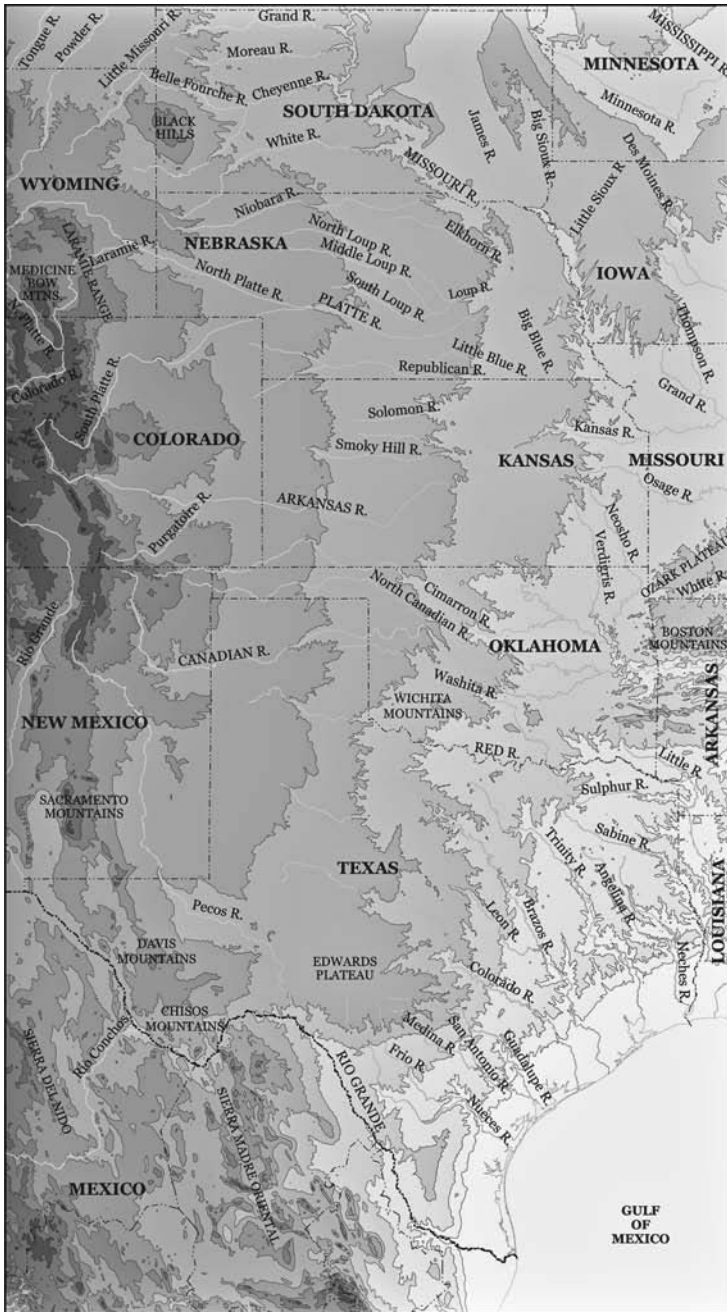 Tongue R.
Powder R.
Little Missouri R.
Grand R.
Moreau R.
Belle Fourche R.
Cheyenne R.
BLACK
HILLS
SOUTH DAKOTA
White R.
MISSOURI R.
James R.
Big Sioux R.
MISSISSIPPI R.
MINNESOTA
Minnesota R.
Des Moines R.
Little Sioux R.
IOWA
Thompson R.
WYOMING
Niobara R.
NEBRASKA
North Loup R.
Middle Loup R.
South Loup R.
Elkhorn R.
Loup R.
LARAMIE RANGE
Laramie R.
MEDICINE
BOW
MTNS.
North Platte R.
PLATTE R.
N. Platte R.
Little Blue R.
Big Blue R.
Republican R.
Colorado R.
South Platte R.
Grand R.
Solomon R.
Kansas R.
COLORADO
Smoky Hill R.
KANSAS
MISSOURI
Osage R.
ARKANSAS R.
Purgatoire R.
Neosho R.
Verdigris R.
OZARK PLATEAU
White R.
Cimarron R.
North Canadian R.
Rio Grande
CANADIAN R.
OKLAHOMA
BOSTON
MOUNTAINS
Washita R.
WICHITA
MOUNTAINS
ARKANSAS
NEW MEXICO
RED R.
Little R.
Sulphur R.
SACRAMENTO
MOUNTAINS
Sabine R.
Trinity R.
Angelina R.
TEXAS
LOUISIANA
Pecos R.
Leon R.
Brazos R.
Neches R.
DAVIS
MOUNTAINS
EDWARDS
PLATEAU
Colorado R.
CHISOS
MOUNTAINS
Rio Conchos
SIERRA DEL NIDO
Medina R.
San Antonio R.
Guadalupe R.
Frio R.
Nueces R.
RIO GRANDE
SIERRA MADRE ORIENTAL
MEXICO
GULF
OF
MEXICO